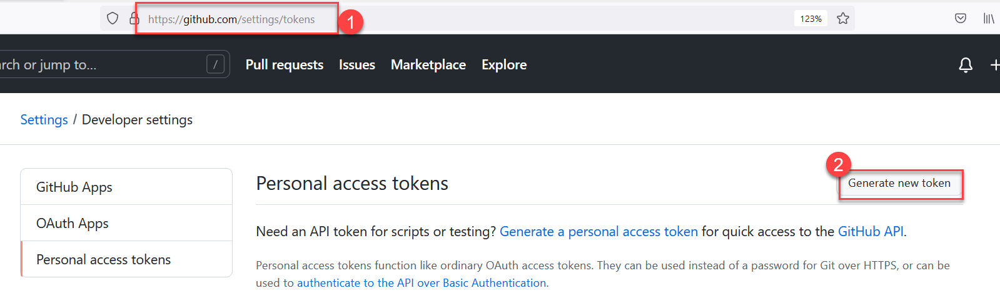 https://github.com/settings/tokens
1
123%
rch or jump to...
/
Pull requests
Issues
Marketplace
Explore
Settings / Developer settings
GitHub Apps
OAuth Apps
Personal access tokens
Personal access tokens
2
Generate new token
Need an API token for scripts or testing? Generate a personal access token for quick access to the GitHub API.
Personal access tokens function like ordinary OAuth access tokens. They can be used instead of a password for Git over HTTPS, or can be
used to authenticate to the API over Basic Authentication.